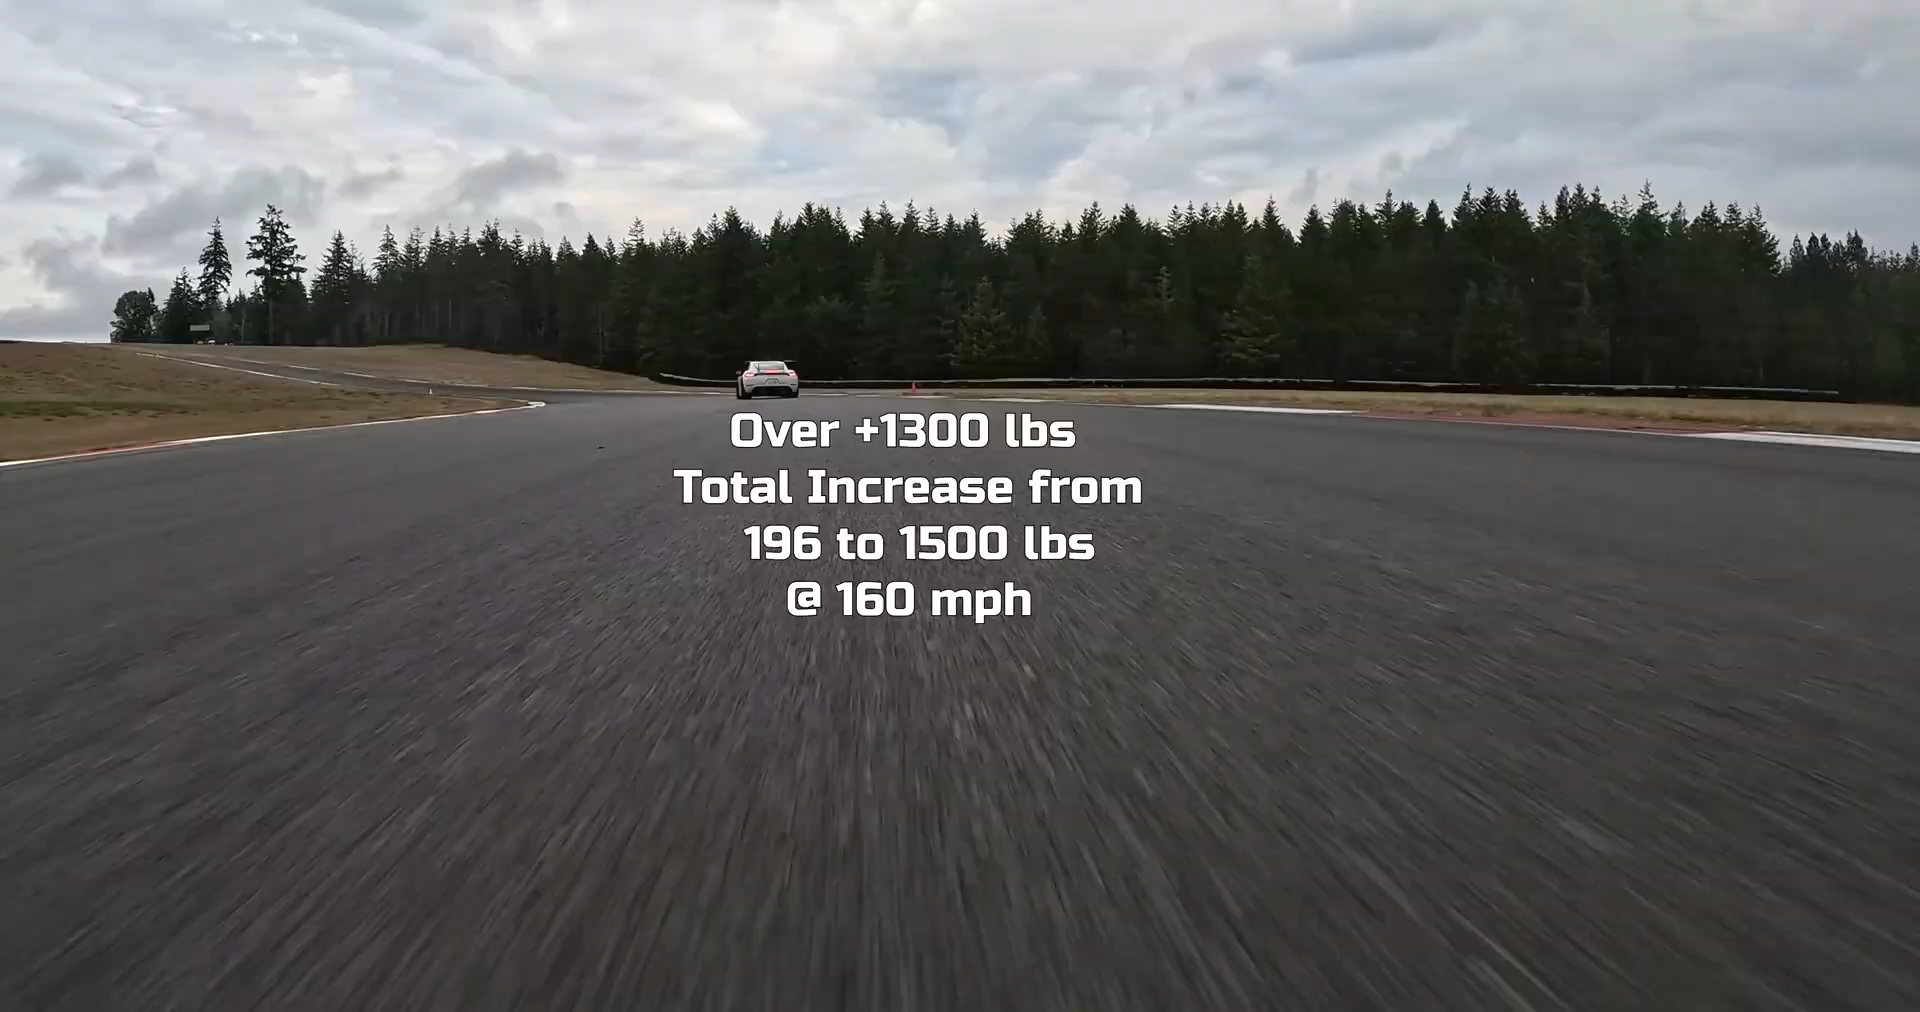 Over +1300 lbs
Total Increase from
196 to 1500 lbs
@ 160 mph